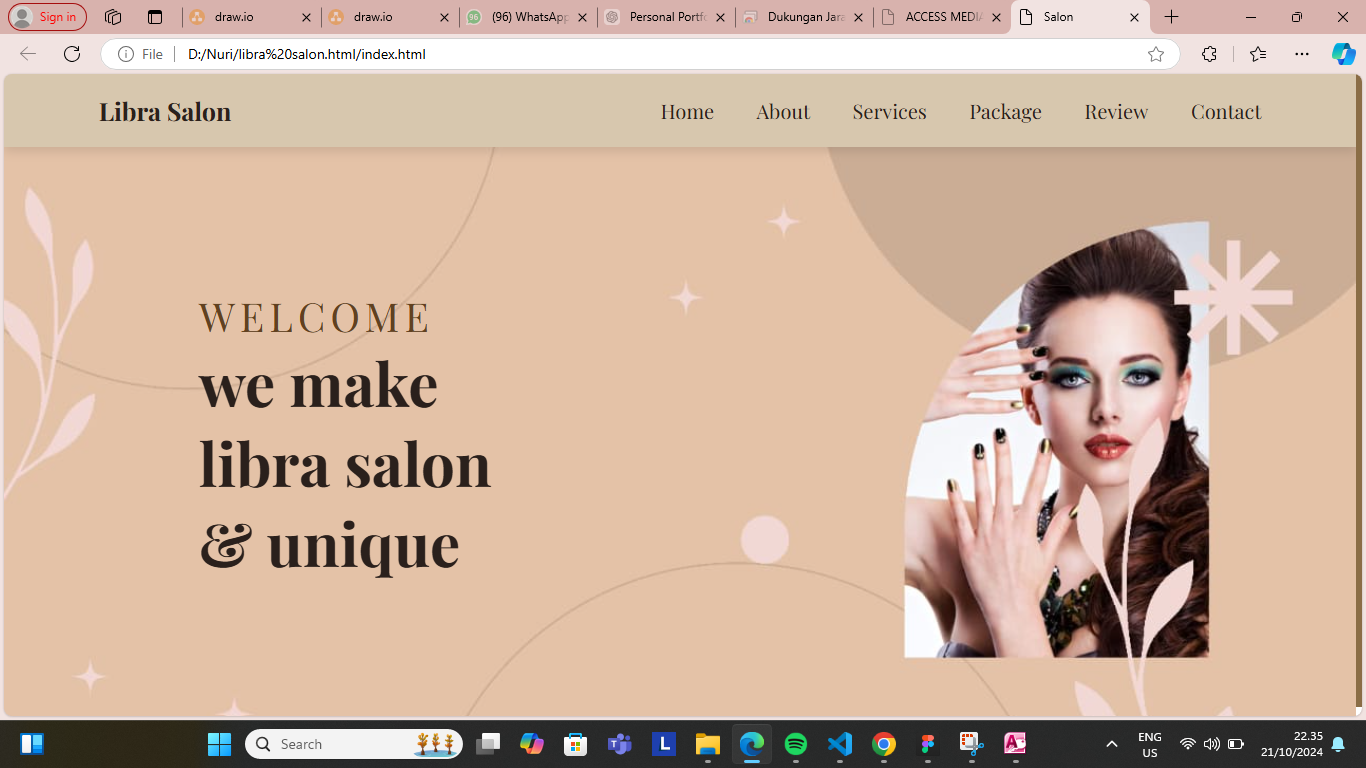 Sign in
draw.io
draw.io
96
(96) WhatsApp
Personal Portfo
Dukungan Jara
ACCESS MEDIA
Salon
File
D:/Nuri/libra%20salon.html/index.html
Libra Salon
Home
About
Services
Package
Review
Contact
WELCOME
we make
libra salon
& unique
Search
L
ENG
US
22.35
21/10/2024